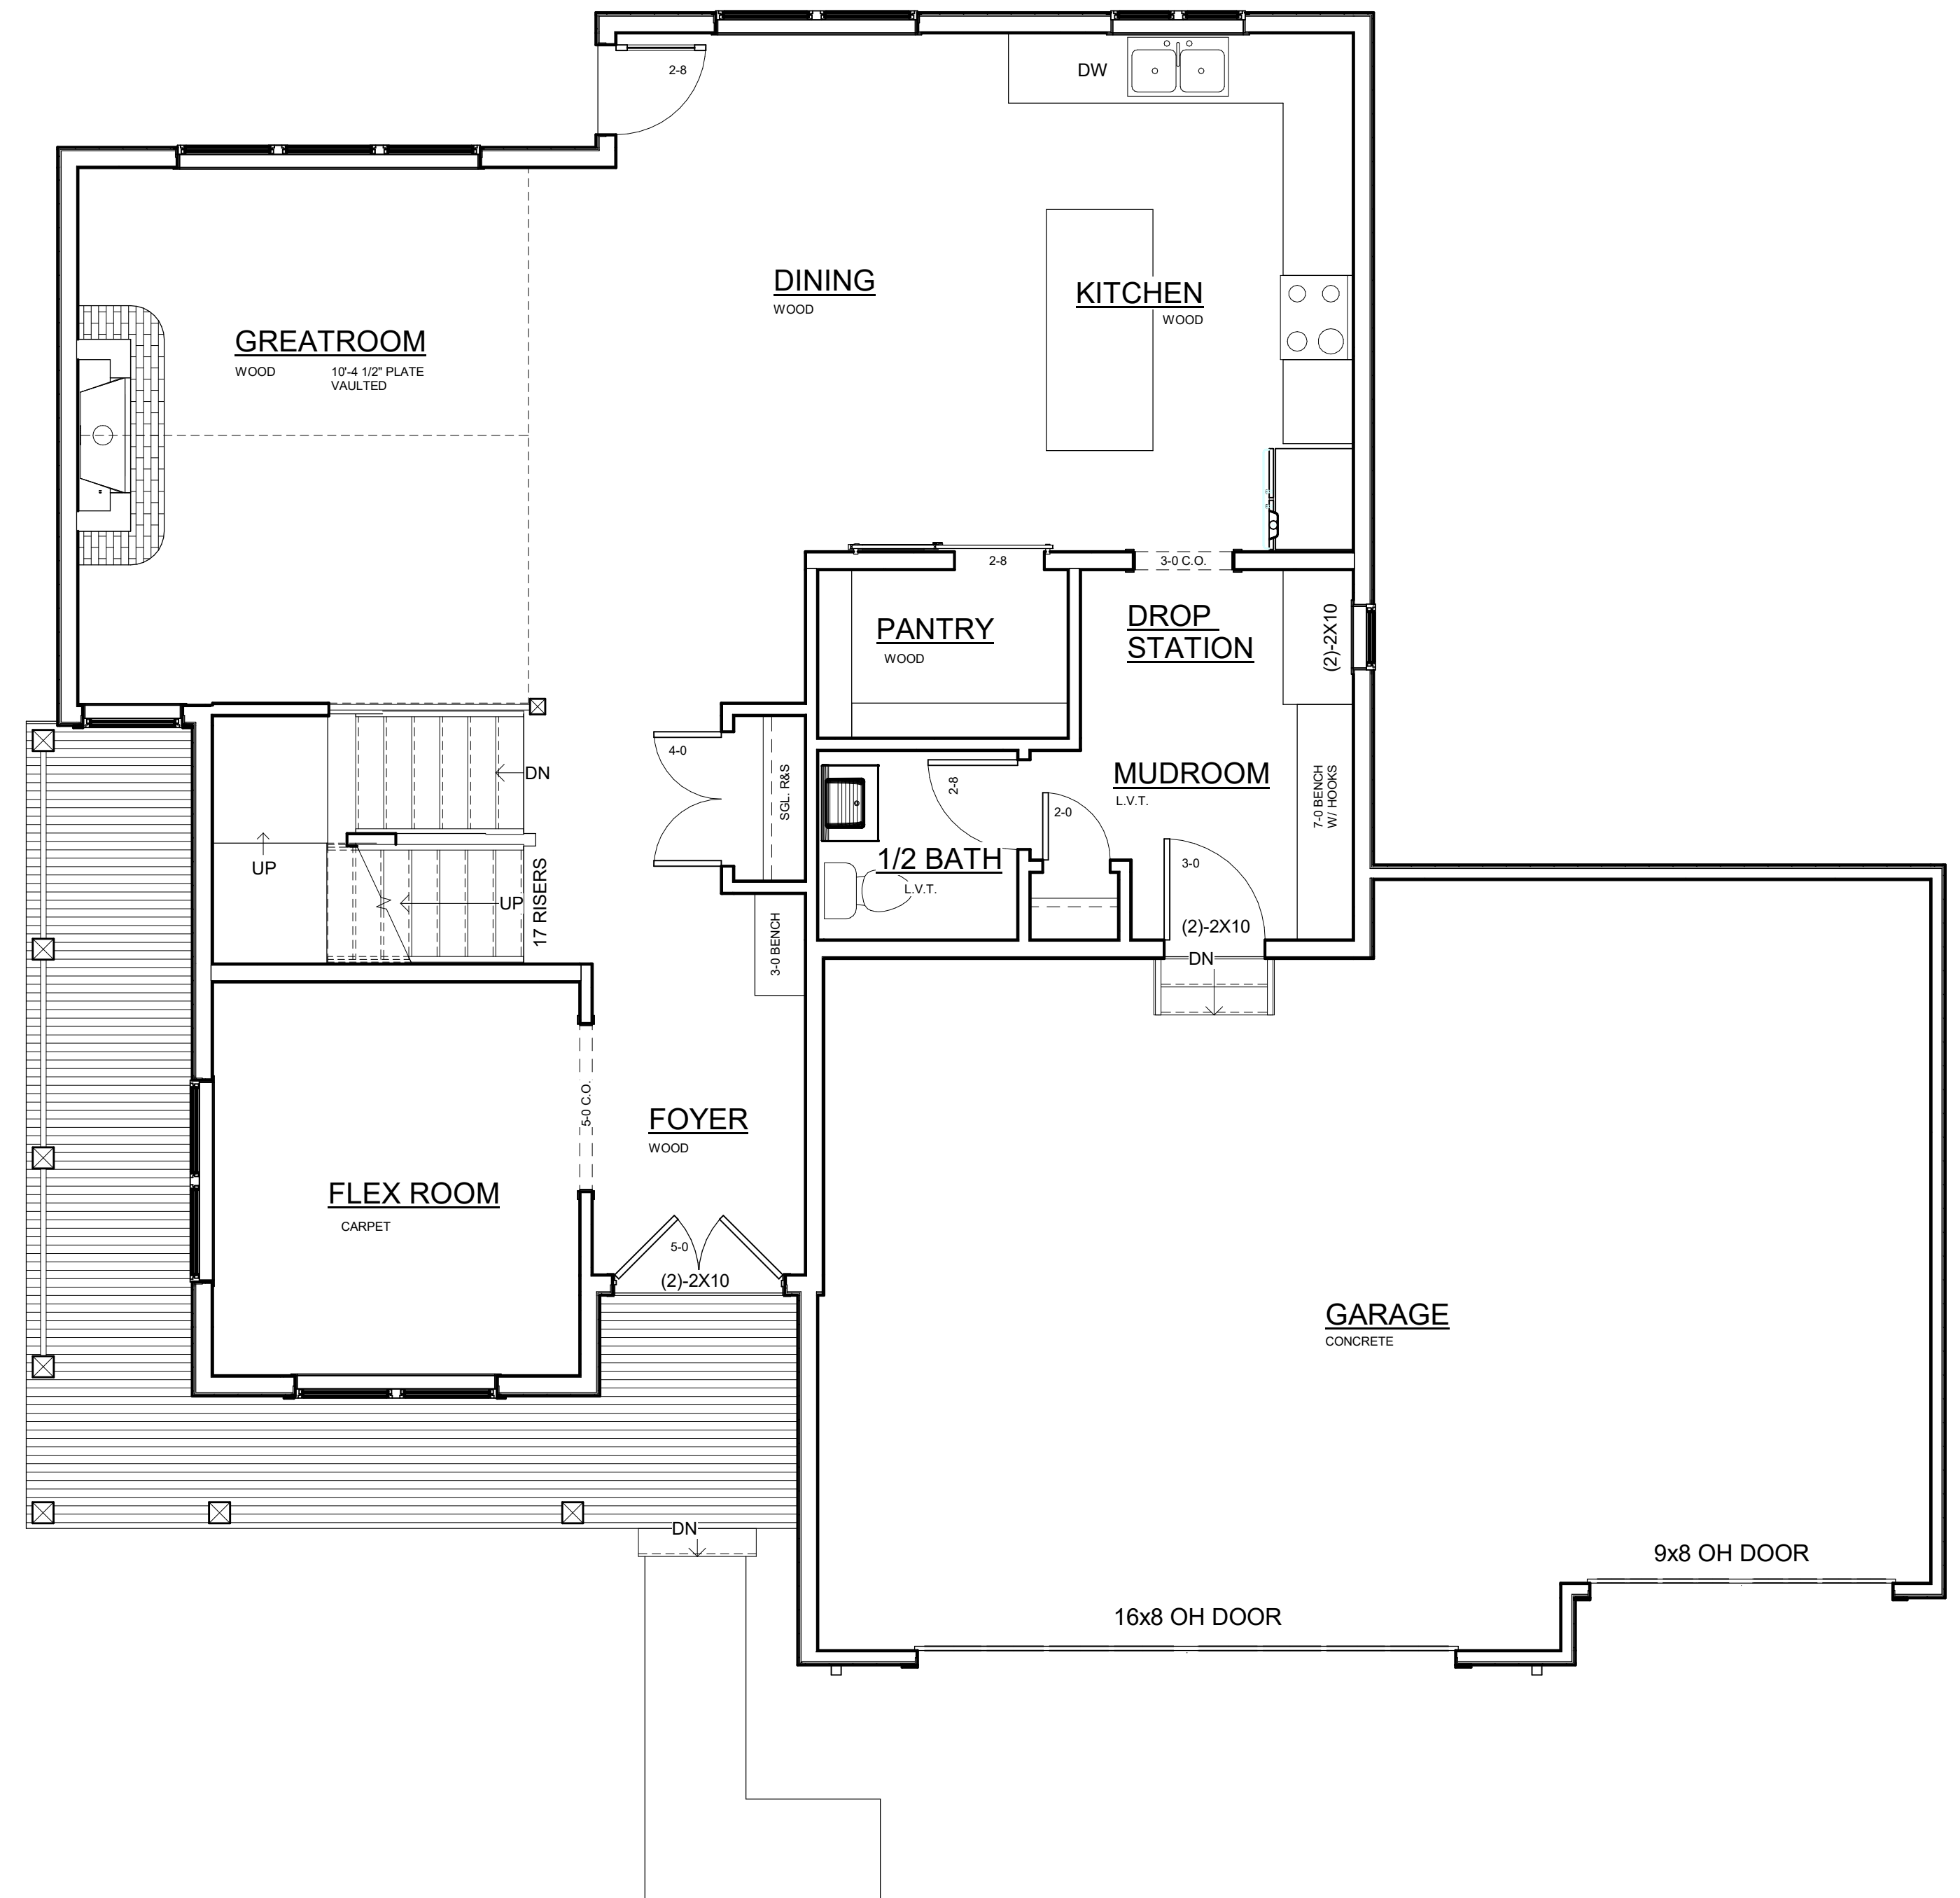 2-8
DW
DINING
WOOD
KITCHEN
WOOD
GREATROOM
WOOD
10'-4 1/2" PLATE
VAULTED
2-8
3-0 C.O.
PANTRY
WOOD
DROP
STATION
(2)-2X10
4-0
SGL. R&S
DN
UP
UP
17 RISERS
2-8
2-0
MUDROOM
L.V.T.
7-0 BENCH
W/ HOOKS
1/2 BATH
L.V.T.
3-0
(2)-2X10
DN
3-0 BENCH
5-0 C.O.
FOYER
WOOD
FLEX ROOM
CARPET
5-0
(2)-2X10
GARAGE
CONCRETE
DN
9x8 OH DOOR
16x8 OH DOOR